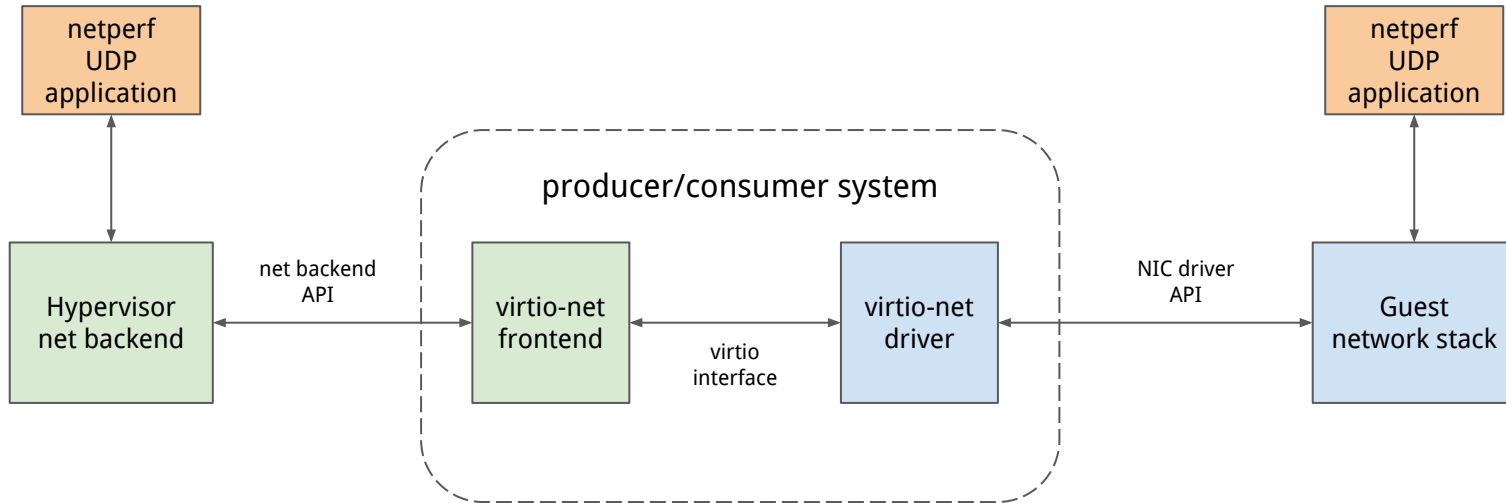 netperf
UDP
application
netperf
UDP
application
producer/consumer system
Hypervisor
net backend
net backend
API
virtio-net
frontend
virtio
interface
virtio-net
driver
NIC driver
API
Guest
network stack